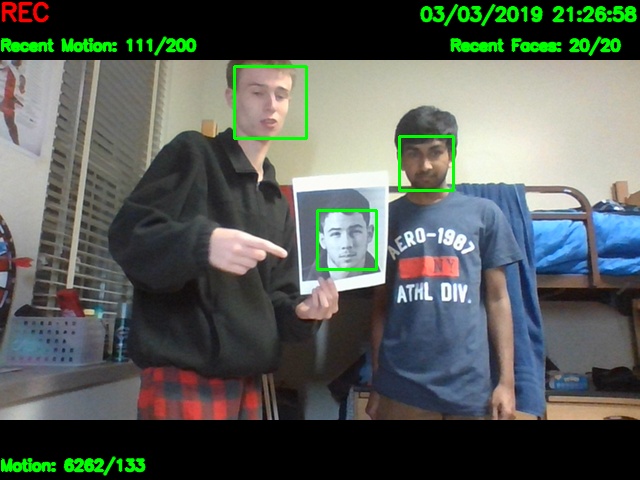 REC
03/03/2019 21:26:58
Recent Motion: 111/200
Recent Faces: 20/20
AERO-1987
NY
ATHL DIV.
Motion: 6262/133